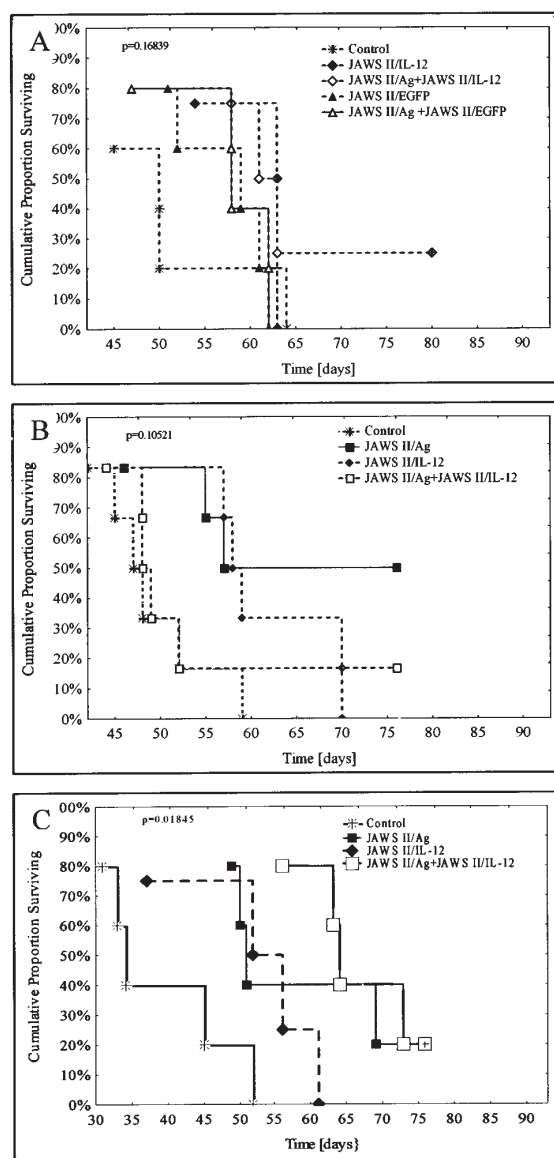 A
p=0.16839
Control
JAWS II/IL-12
JAWS II/Ag+JAWS II/IL-12
JAWS II/EGFP
JAWS II/Ag +JAWS II/EGFP
Cumulative Proportion Surviving
100%
90%
80%
70%
60%
50%
40%
30%
20%
10%
0%
45 50 55 60 65 70 75 80 85 90
Time [days]
B
p=0.10521
Control
JAWS II/Ag
JAWS II/IL-12
JAWS II/Ag+JAWS II/IL-12
Cumulative Proportion Surviving
00%
90%
80%
70%
60%
50%
40%
30%
20%
10%
0%
45 50 55 60 65 70 75 80 85 90
Time [days]
C
p=0.01845
Control
JAWS II/Ag
JAWS II/IL-12
JAWS II/Ag+JAWS II/IL-12
Cumulative Proportion Surviving
00%
90%
80%
70%
60%
50%
40%
30%
20%
10%
0%
30 35 40 45 50 55 60 65 70 75 80 85 90
Time [days}